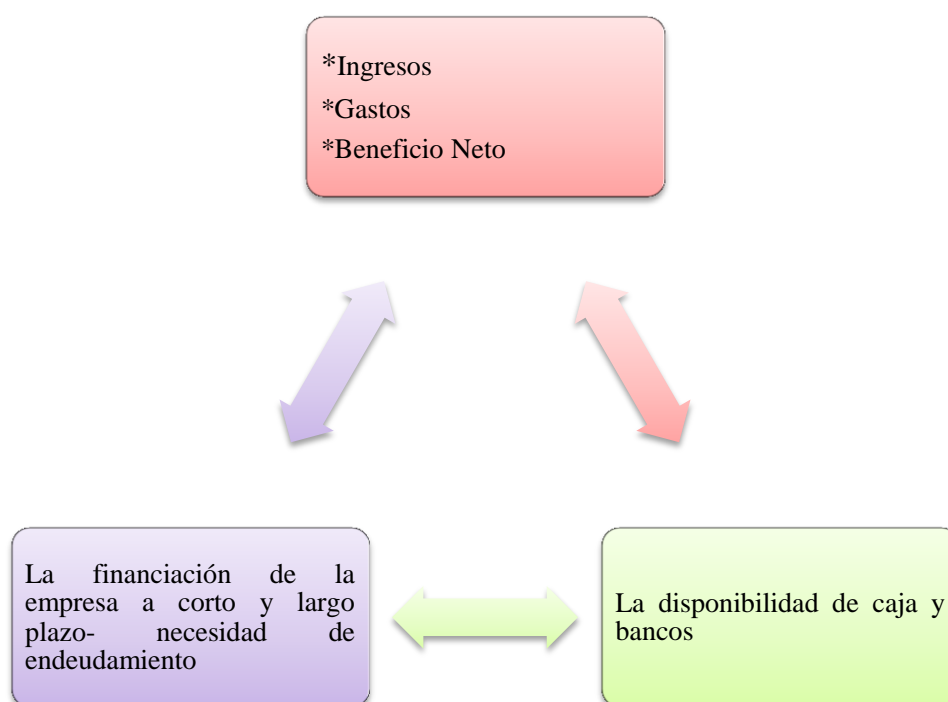 *Ingresos
*Gastos
*Beneficio Neto
La financiación de la
empresa a corto y largo
plazo- necesidad de
endeudamiento
La disponibilidad de caja y
bancos